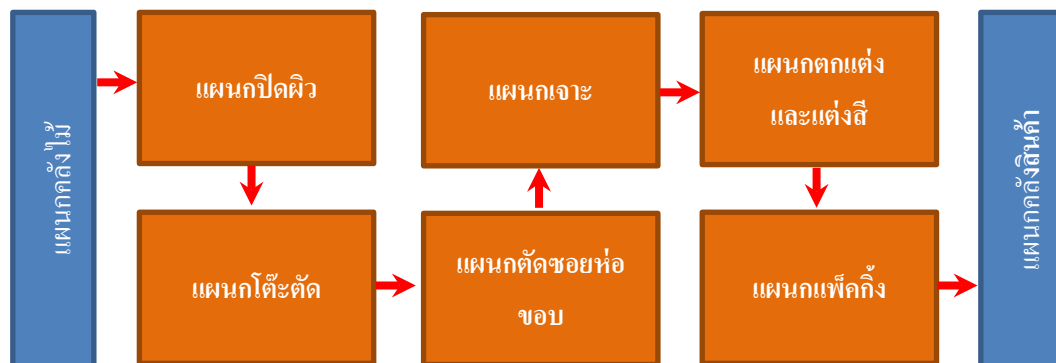 แผนกคลังไม้
แผนกปิดผิว
แผนกโต๊ะตัด
แผนกตัดซอยห่อ
ขอบ
แผนกเจาะ
แผนกตกแต่ง
และแต่งสี
แผนกแพ็คกิ้ง
แผนกคลังสินค้า